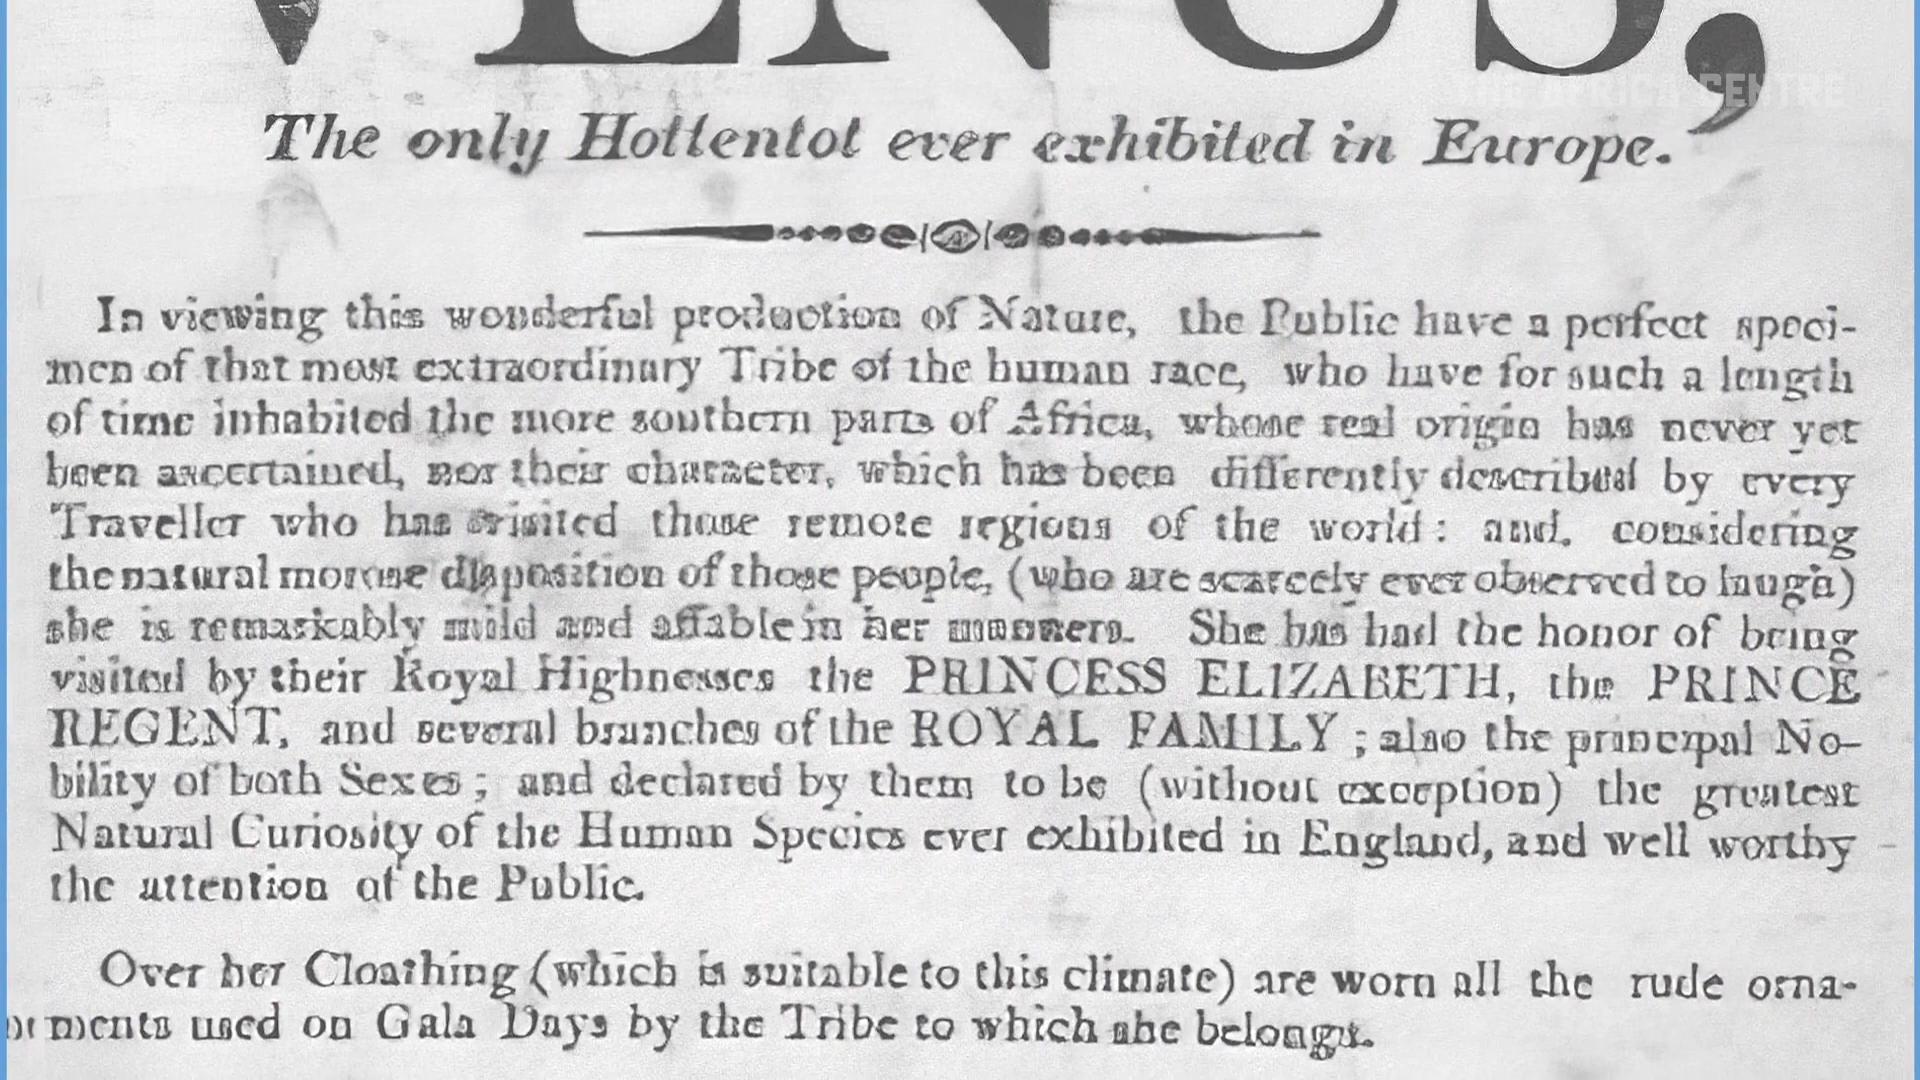 VENUS,
THE AFRICA CENTRE
The only Hottentot ever exhibited in Europe.
In viewing this wonderful production of Nature, the Public have a perfect speci-
men of that most extraordinary Tribe of the human race, who have for such a length
of time inhabited the more southern parts of Africa, whose real origin has never yet
been ascertained, nor their character, which has been differently described by every
Traveller who has visited those remote regions of the world: and, considering
the natural morose disposition of those people, (who are scarcely ever observed to laugh)
she is remarkably mild and affable in her manners. She has had the honor of being
visited by their Royal Highnesses the PRINCESS ELIZABETH, the PRINCE
REGENT, and several branches of the ROYAL FAMILY; also the principal No-
bility of both Sexes; and declared by them to be (without exception) the greatest
Natural Curiosity of the Human Species ever exhibited in England, and well worthy
the attention of the Public.
Over her Cloathing (which is suitable to this climate) are worn all the rude orna-
ments used on Gala Days by the Tribe to which she belongs.